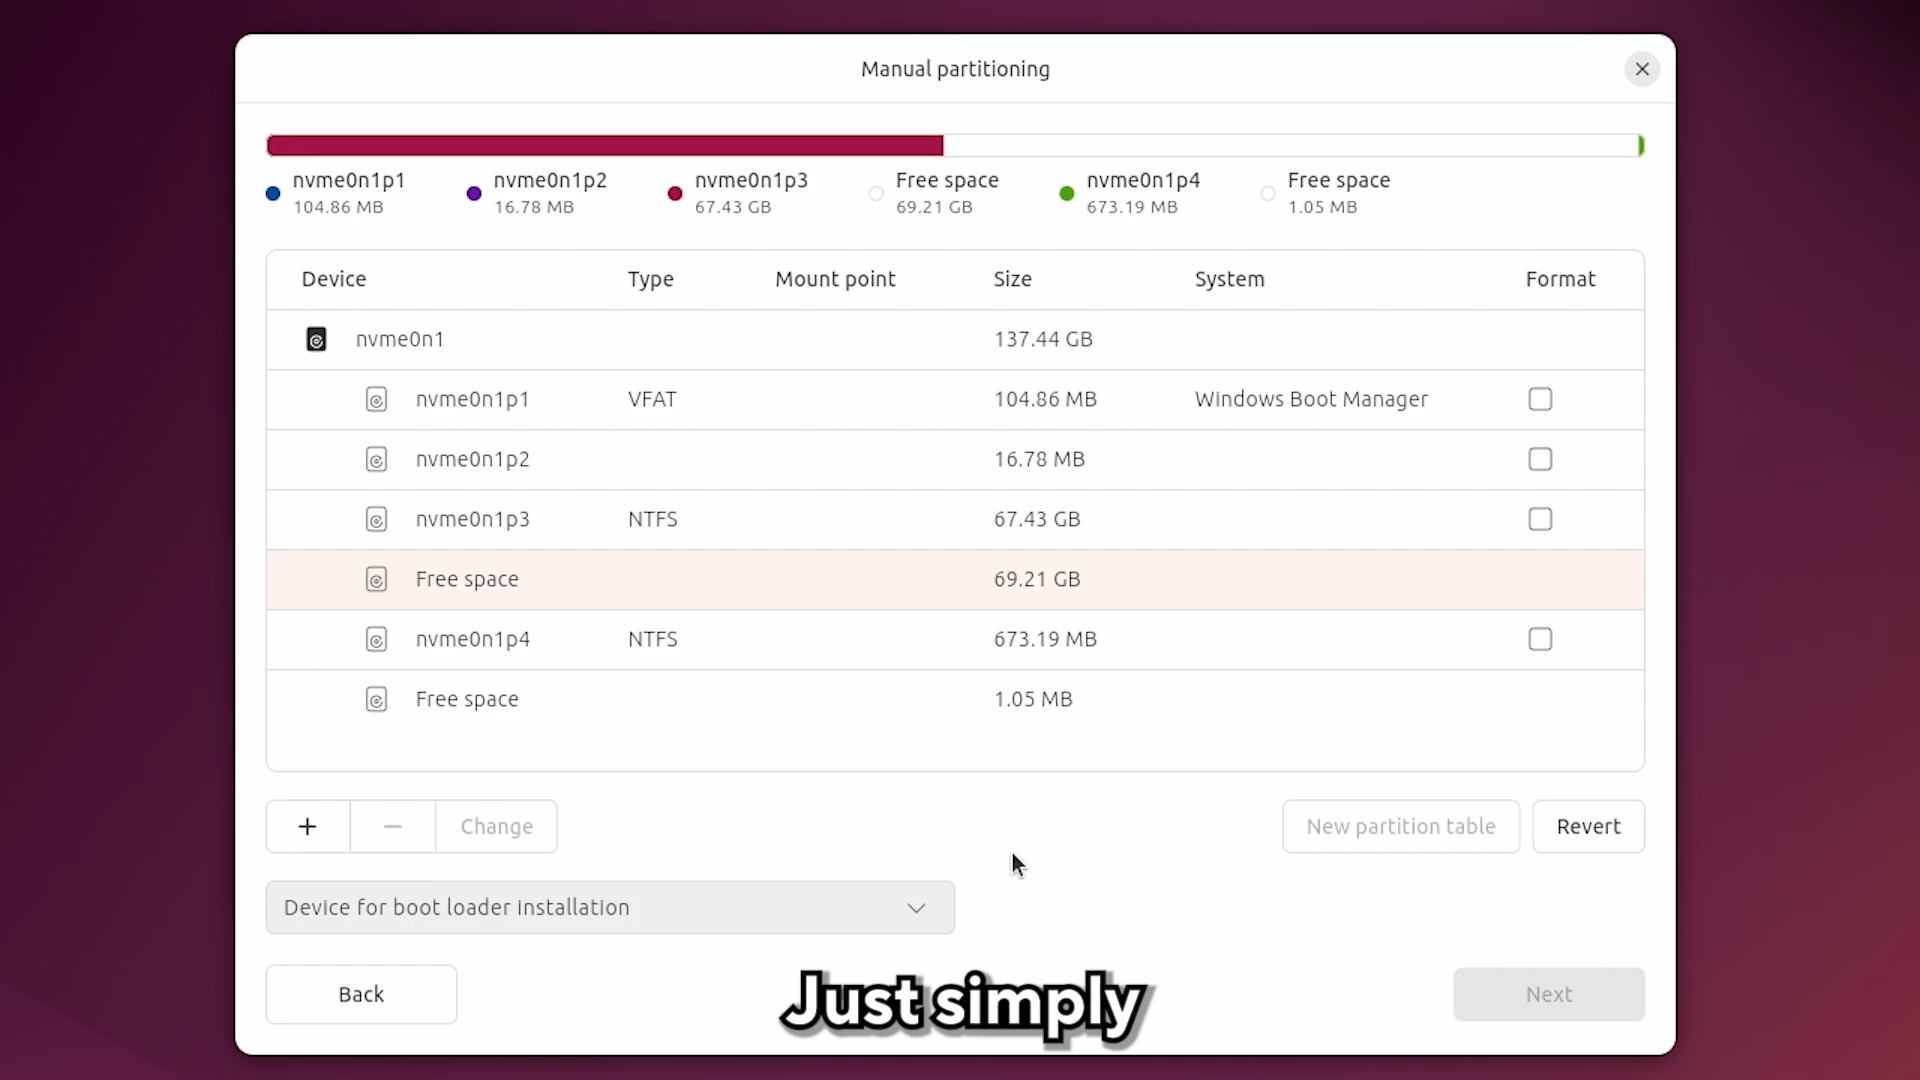 Manual partitioning
nvme0n1p1 nvme0n1p2 nvme0n1p3 Free space nvme0n1p4 Free space
104.86 MB 16.78 MB 67.43 GB 69.21 GB 673.19 MB 1.05 MB
Device Type Mount point Size System Format
nvme0n1 137.44 GB
nvme0n1p1 VFAT 104.86 MB Windows Boot Manager
nvme0n1p2 16.78 MB
nvme0n1p3 NTFS 67.43 GB
Free space 69.21 GB
nvme0n1p4 NTFS 673.19 MB
Free space 1.05 MB
+ − Change New partition table Revert
Device for boot loader installation
Back Just simply Next